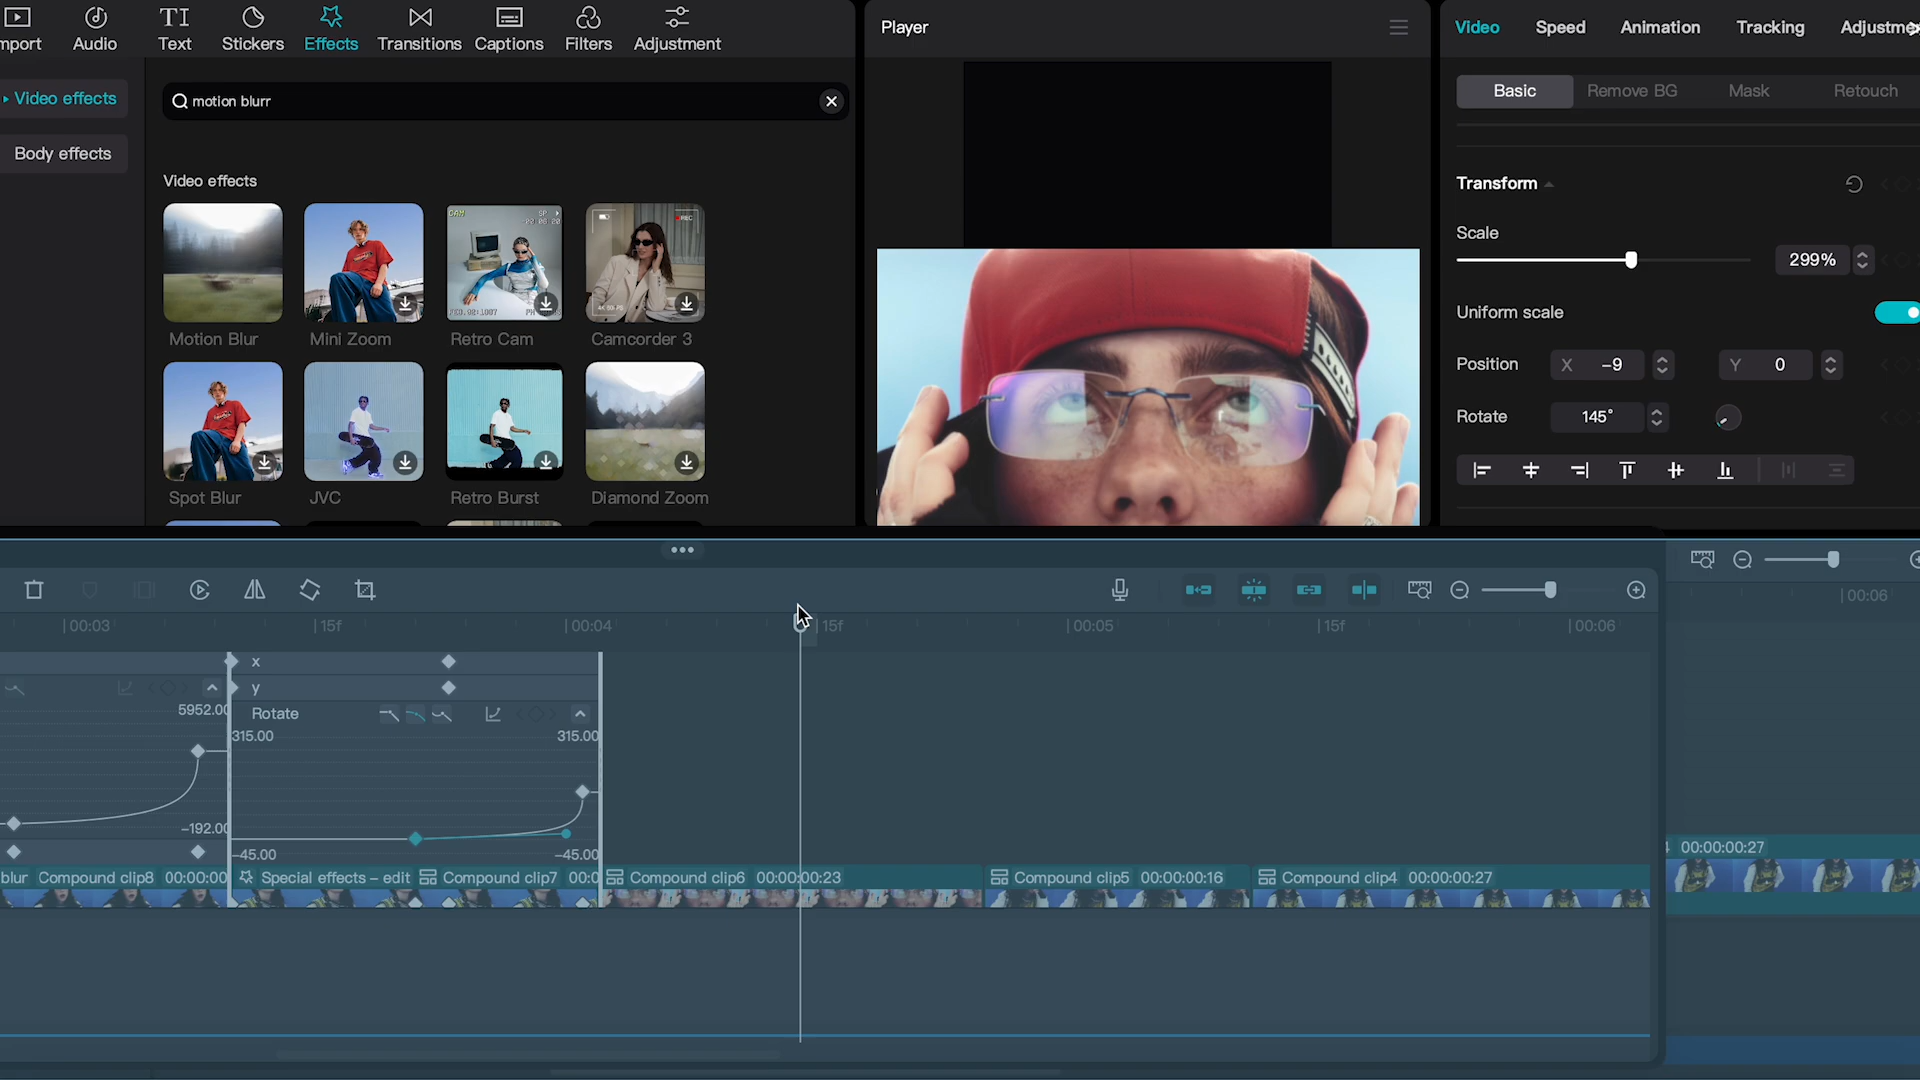 mport
Audio
Text
Stickers
Effects
Transitions
Captions
Filters
Adjustment
Player
Video
Speed
Animation
Tracking
Video effects
Body effects
motion blurr
Video effects
Motion Blur
Mini Zoom
Retro Cam
Camcorder 3
Spot Blur
JVC
Retro Burst
Diamond Zoom
Basic
Remove BG
Mask
Retouch
Transform
Scale
299%
Uniform scale
Position
X -9
Y 0
Rotate
145°
00:03
15f
00:04
15f
00:05
15f
00:06
00:06
x
y
Rotate
5952.00
315.00
315.00
-192.00
-45.00
-45.00
blur Compound clip8 00:00:00
Special effects – edit
Compound clip7 00:0
Compound clip6 00:00:00:23
Compound clip5 00:00:00:16
Compound clip4 00:00:00:27
00:00:00:27